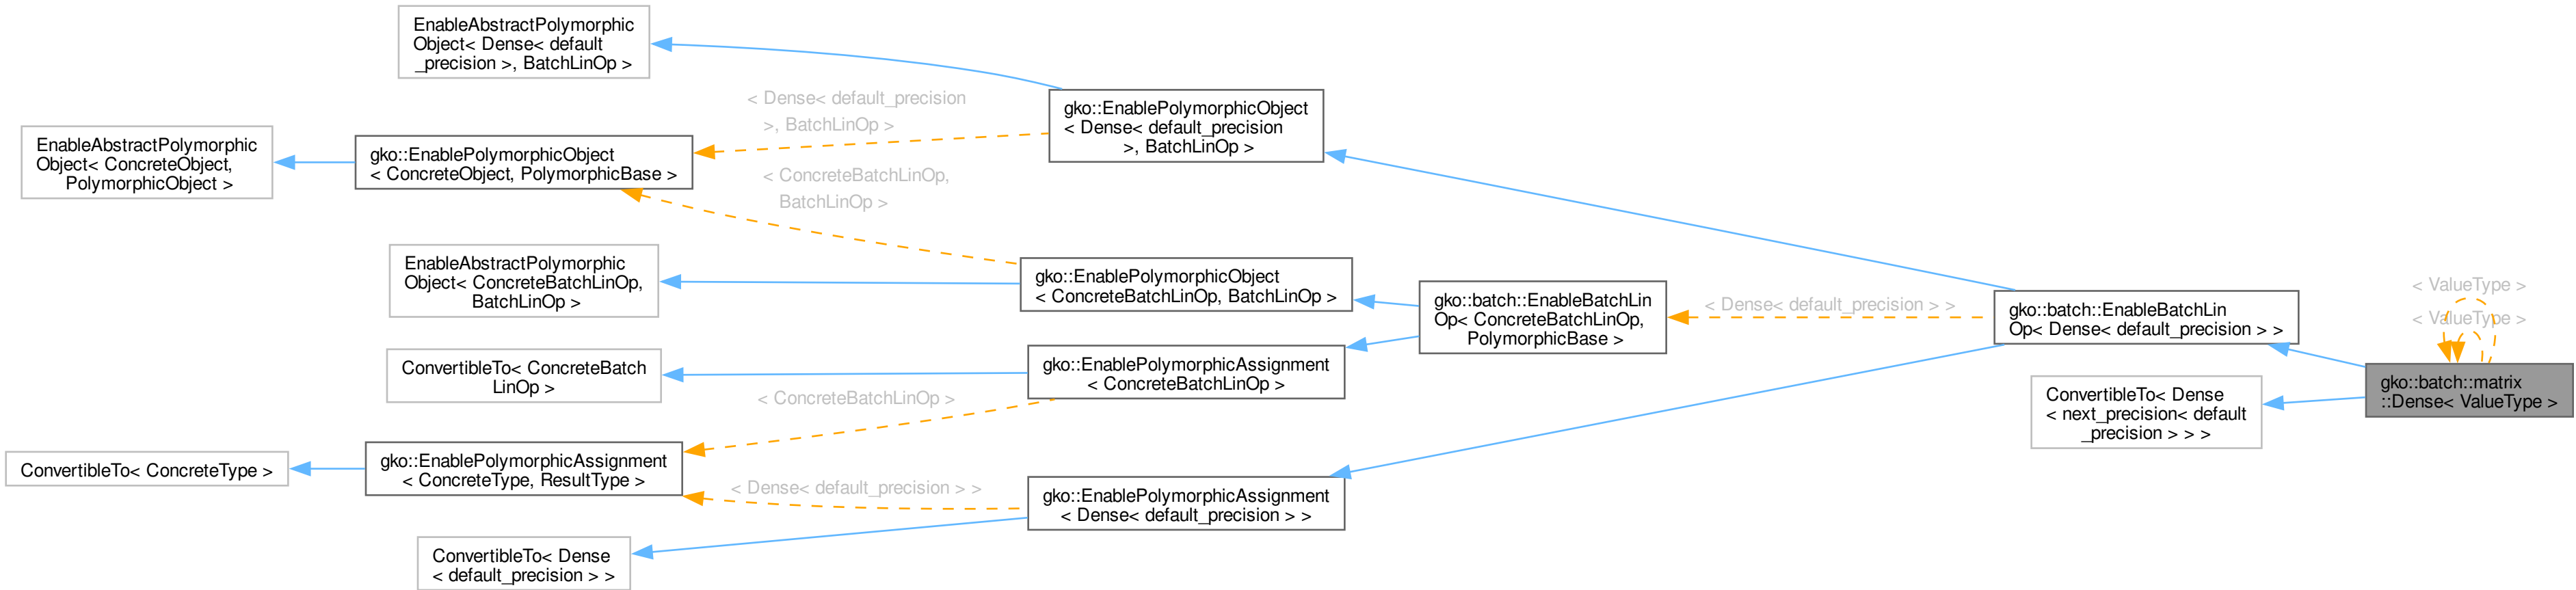 EnableAbstractPolymorphic
Object< Dense< default
_precision >, BatchLinOp >
EnableAbstractPolymorphic
Object< ConcreteObject,
PolymorphicObject >
gko::EnablePolymorphicObject
< ConcreteObject, PolymorphicBase >
< Dense< default_precision
>, BatchLinOp >
< ConcreteBatchLinOp,
BatchLinOp >
gko::EnablePolymorphicObject
< Dense< default_precision
>, BatchLinOp >
EnableAbstractPolymorphic
Object< ConcreteBatchLinOp,
BatchLinOp >
gko::EnablePolymorphicObject
< ConcreteBatchLinOp, BatchLinOp >
ConvertibleTo< ConcreteBatch
LinOp >
gko::EnablePolymorphicAssignment
< ConcreteBatchLinOp >
< ConcreteBatchLinOp >
gko::batch::EnableBatchLin
Op< ConcreteBatchLinOp,
PolymorphicBase >
< Dense< default_precision > >
gko::batch::EnableBatchLin
Op< Dense< default_precision > >
< ValueType >
< ValueType >
gko::batch::matrix
::Dense< ValueType >
ConvertibleTo< Dense
< next_precision< default
_precision > > >
ConvertibleTo< ConcreteType >
gko::EnablePolymorphicAssignment
< ConcreteType, ResultType >
< Dense< default_precision > >
gko::EnablePolymorphicAssignment
< Dense< default_precision > >
ConvertibleTo< Dense
< default_precision > >